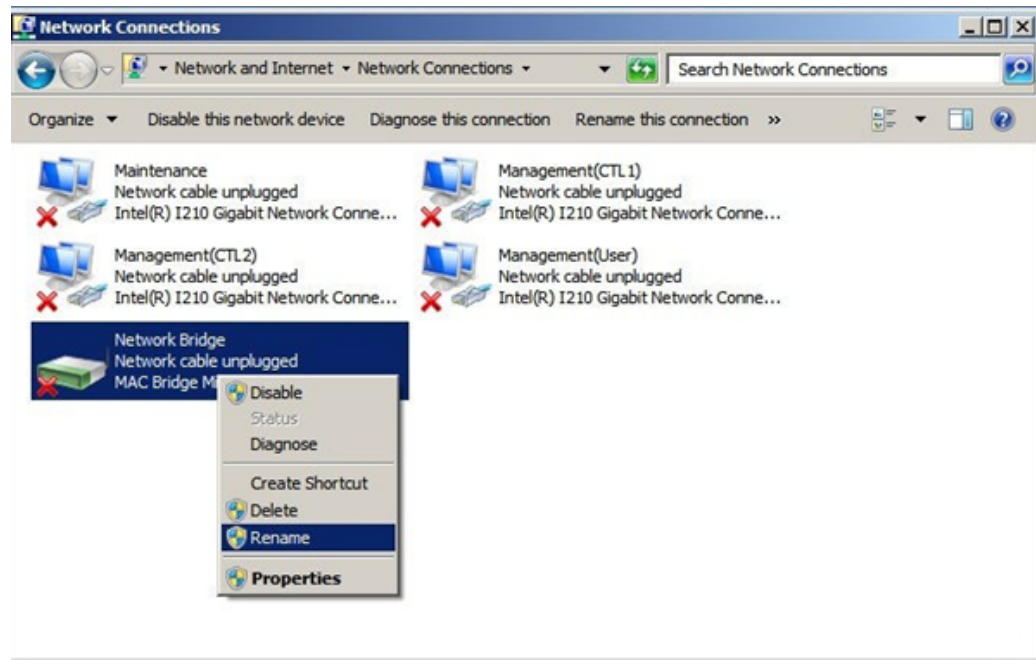 Network Connections
Network and Internet Network Connections
Search Network Connections
Organize Disable this network device Diagnose this connection Rename this connection »
Maintenance
Network cable unplugged
Intel(R) I210 Gigabit Network Conne...
Management(CTL1)
Network cable unplugged
Intel(R) I210 Gigabit Network Conne...
Management(CTL2)
Network cable unplugged
Intel(R) I210 Gigabit Network Conne...
Management(User)
Network cable unplugged
Intel(R) I210 Gigabit Network Conne...
Network Bridge
Network cable unplugged
MAC Bridge
Disable
Status
Diagnose
Create Shortcut
Delete
Rename
Properties